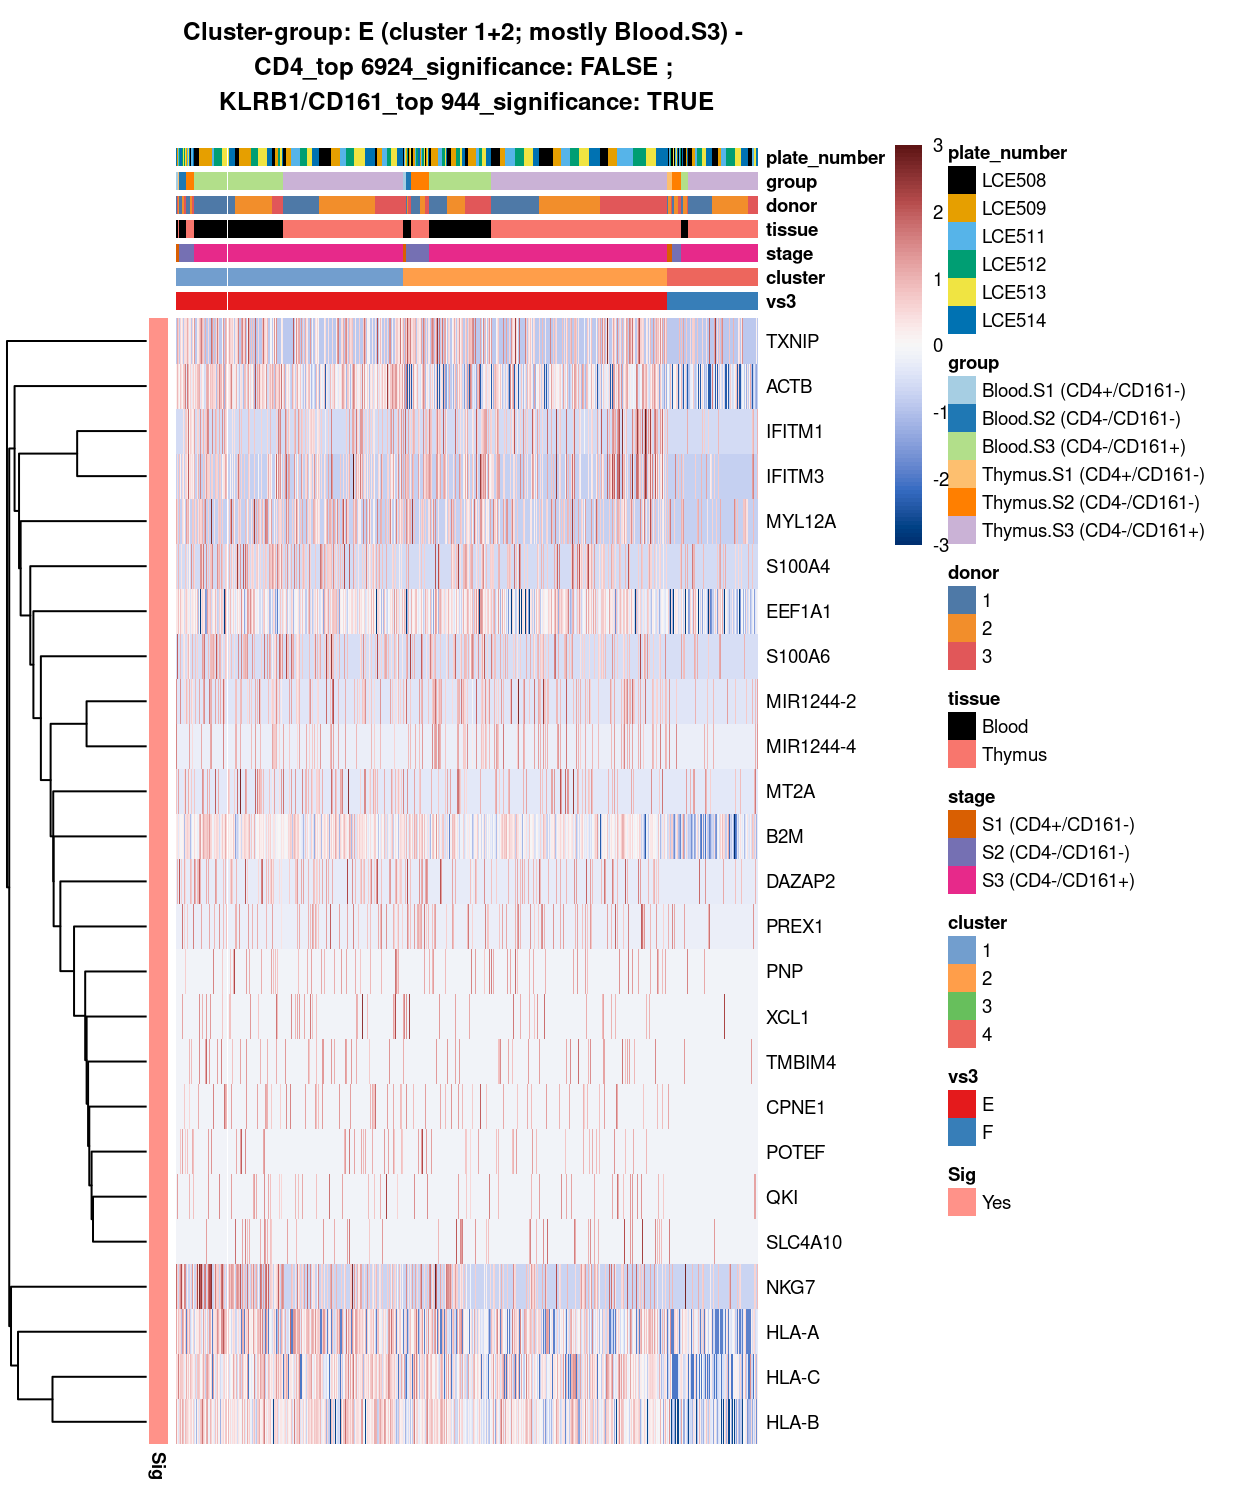 Cluster-group: E (cluster 1+2; mostly Blood.S3) -
CD4_top 6924_significance: FALSE ;
KLRB1/CD161_top 944_significance: TRUE
plate_number
group
donor
tissue
stage
cluster
vs3
TXNIP
ACTB
IFITM1
IFITM3
MYL12A
S100A4
EEF1A1
S100A6
MIR1244-2
MIR1244-4
MT2A
B2M
DAZAP2
PREX1
PNP
XCL1
TMBIM4
CPNE1
POTEF
QKI
SLC4A10
NKG7
HLA-A
HLA-C
HLA-B
Sig
3
2
1
0
-1
-2
-3
plate_number
LCE508
LCE509
LCE511
LCE512
LCE513
LCE514
group
Blood.S1 (CD4+/CD161-)
Blood.S2 (CD4-/CD161-)
Blood.S3 (CD4-/CD161+)
Thymus.S1 (CD4+/CD161-)
Thymus.S2 (CD4-/CD161-)
Thymus.S3 (CD4-/CD161+)
donor
1
2
3
tissue
Blood
Thymus
stage
S1 (CD4+/CD161-)
S2 (CD4-/CD161-)
S3 (CD4-/CD161+)
cluster
1
2
3
4
vs3
E
F
Sig
Yes